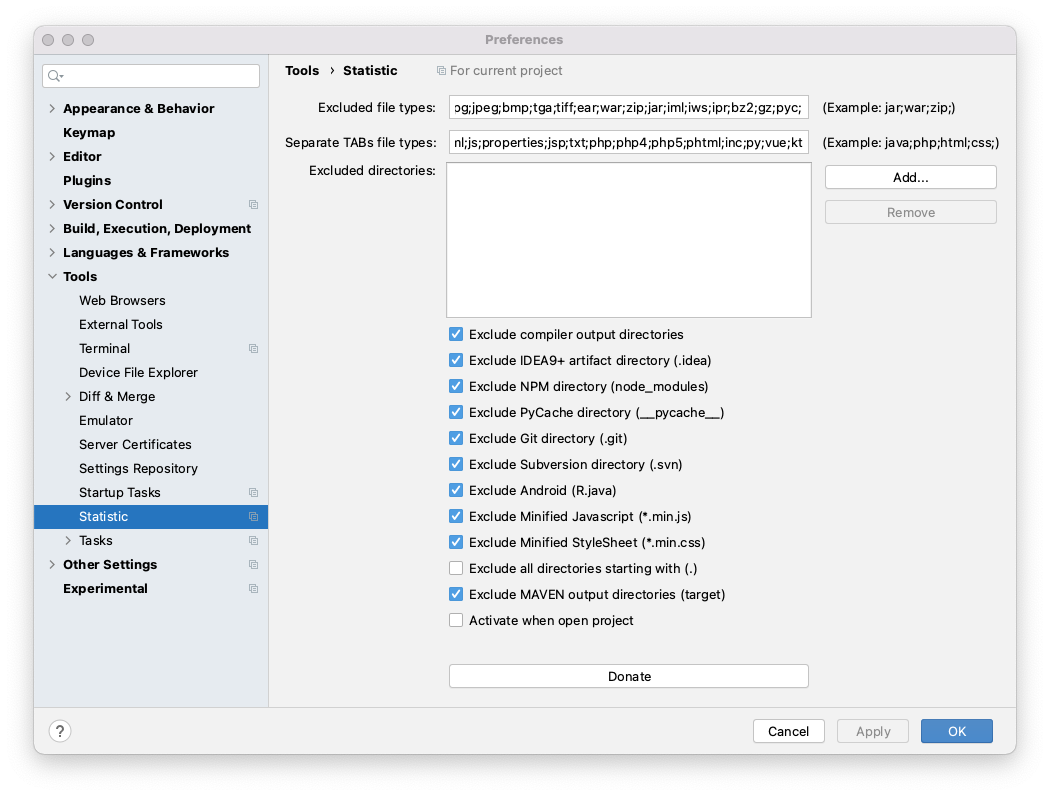 Preferences
Tools › Statistic For current project
Appearance & Behavior
Keymap
Editor
Plugins
Version Control
Build, Execution, Deployment
Languages & Frameworks
Tools
Web Browsers
External Tools
Terminal
Device File Explorer
Diff & Merge
Emulator
Server Certificates
Settings Repository
Startup Tasks
Statistic
Tasks
Other Settings
Experimental
Excluded file types: ;jpeg;bmp;tga;tiff;ear;war;zip;jar;iml;iws;ipr;bz2;gz;pyc; (Example: jar;war;zip;)
Separate TABs file types: nl;js;properties;jsp;txt;php;php4;php5;phtml;inc;py;vue;kt (Example: java;php;html;css;)
Excluded directories:
Add...
Remove
Exclude compiler output directories
Exclude IDEA9+ artifact directory (.idea)
Exclude NPM directory (node_modules)
Exclude PyCache directory (__pycache__)
Exclude Git directory (.git)
Exclude Subversion directory (.svn)
Exclude Android (R.java)
Exclude Minified Javascript (*.min.js)
Exclude Minified StyleSheet (*.min.css)
Exclude all directories starting with (.)
Exclude MAVEN output directories (target)
Activate when open project
Donate
?
Cancel
Apply
OK